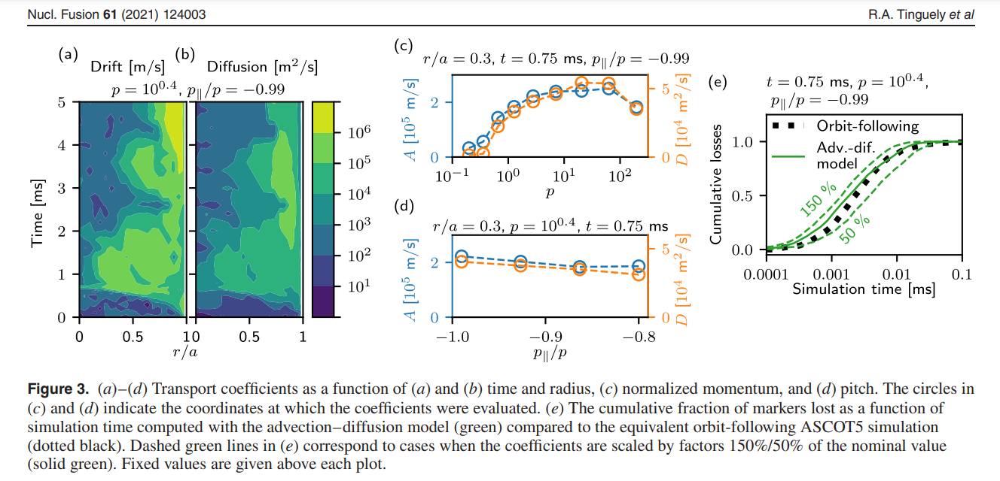 Nucl. Fusion 61 (2021) 124003
R.A. Tinguely et al
(a)
Drift [m/s]
(b)
Diffusion [m²/s]
p = 10^0.4, p∥/p = −0.99
5
4
3
2
1
0
Time [ms]
0
0.5
1
0
0.5
1
r/a
10^6
10^5
10^4
10^3
10^2
10^1
(c)
r/a = 0.3, t = 0.75 ms, p∥/p = −0.99
A [10^5 m/s]
2
0
5
0
D [10^4 m²/s]
10^−1
10^0
10^1
10^2
p
(d)
r/a = 0.3, p = 10^0.4, t = 0.75 ms
A [10^5 m/s]
2
0
5
0
D [10^4 m²/s]
−1.0
−0.9
−0.8
p∥/p
(e)
t = 0.75 ms, p = 10^0.4,
p∥/p = −0.99
Orbit-following
Adv.-dif.
model
150 %
50 %
Cumulative losses
1.0
0.5
0.0
0.0001
0.001
0.01
0.1
Simulation time [ms]
Figure 3. (a)–(d) Transport coefficients as a function of (a) and (b) time and radius, (c) normalized momentum, and (d) pitch. The circles in
(c) and (d) indicate the coordinates at which the coefficients were evaluated. (e) The cumulative fraction of markers lost as a function of
simulation time computed with the advection–diffusion model (green) compared to the equivalent orbit-following ASCOT5 simulation
(dotted black). Dashed green lines in (e) correspond to cases when the coefficients are scaled by factors 150%/50% of the nominal value
(solid green). Fixed values are given above each plot.